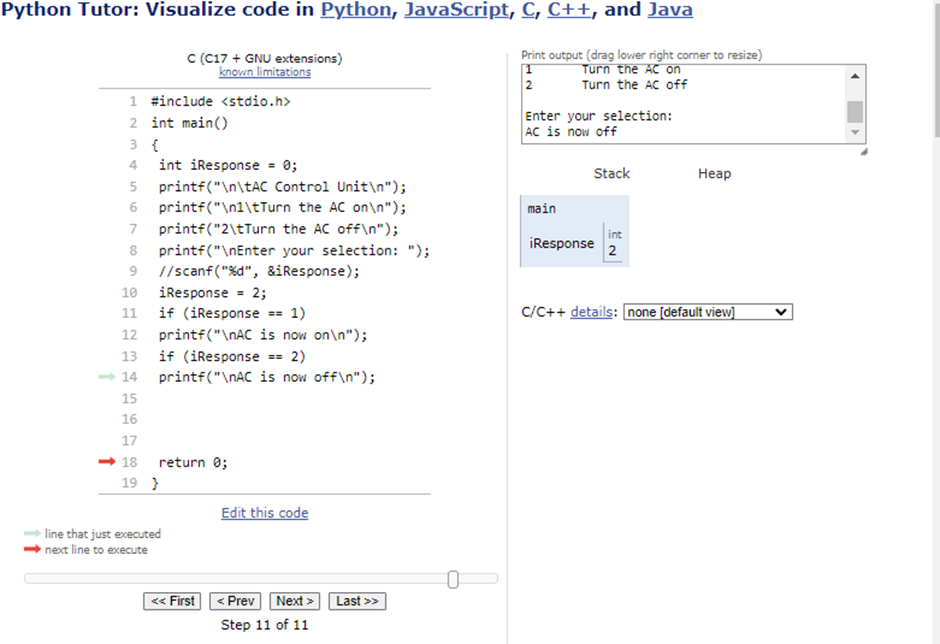 Python Tutor: Visualize code in Python, JavaScript, C, C++, and Java
C (C17 + GNU extensions)
known limitations
1 #include <stdio.h>
2 int main()
3 {
4 int iResponse = 0;
5 printf("\n\tAC Control Unit\n");
6 printf("\n1\tTurn the AC on\n");
7 printf("2\tTurn the AC off\n");
8 printf("\nEnter your selection: ");
9 //scanf("%d", &iResponse);
10 iResponse = 2;
11 if (iResponse == 1)
12 printf("\nAC is now on\n");
13 if (iResponse == 2)
14 printf("\nAC is now off\n");
15
16
17
18 return 0;
19 }
Edit this code
line that just executed
next line to execute
<< First < Prev Next > Last >>
Step 11 of 11
Print output (drag lower right corner to resize)
1 Turn the AC on
2 Turn the AC off
Enter your selection:
AC is now off
Stack Heap
main
int
iResponse 2
C/C++ details: none [default view]